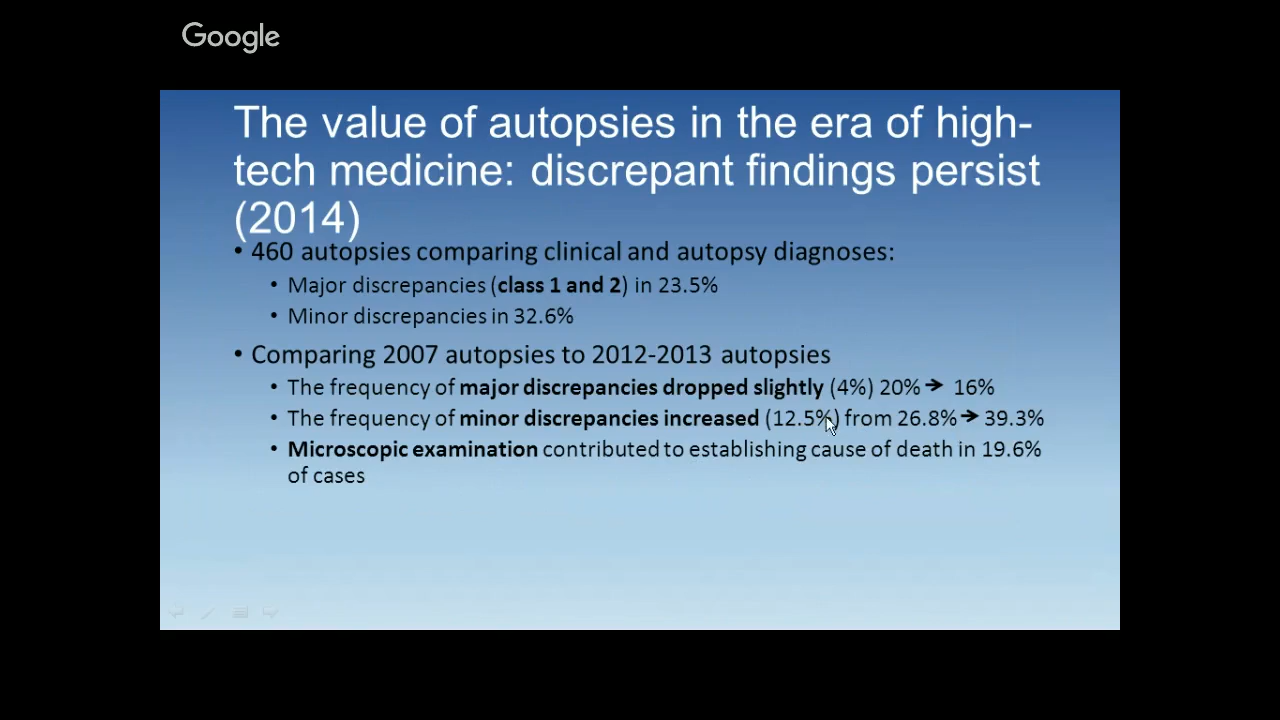 Google
The value of autopsies in the era of high-
tech medicine: discrepant findings persist
(2014)
• 460 autopsies comparing clinical and autopsy diagnoses:
• Major discrepancies (class 1 and 2) in 23.5%
• Minor discrepancies in 32.6%
• Comparing 2007 autopsies to 2012-2013 autopsies
• The frequency of major discrepancies dropped slightly (4%) 20% → 16%
• The frequency of minor discrepancies increased (12.5%) from 26.8% → 39.3%
• Microscopic examination contributed to establishing cause of death in 19.6%
of cases